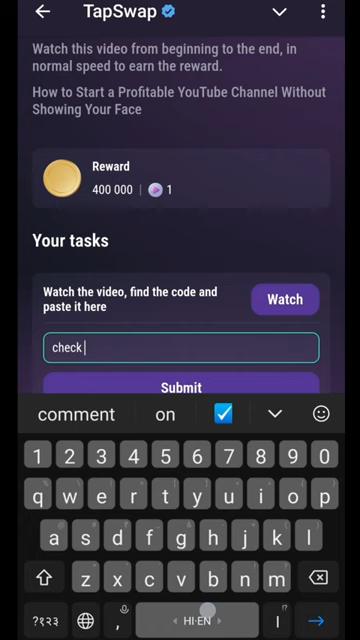 TapSwap
Watch this video from beginning to the end, in
normal speed to earn the reward.
How to Start a Profitable YouTube Channel Without
Showing Your Face
Reward
400 000 | 1
Your tasks
Watch the video, find the code and
paste it here
Watch
check
Submit
comment on
1 2 3 4 5 6 7 8 9 0
q w e r t y u i o p
a s d f g h j k l
z x c v b n m
?१२३ , HI·EN ।